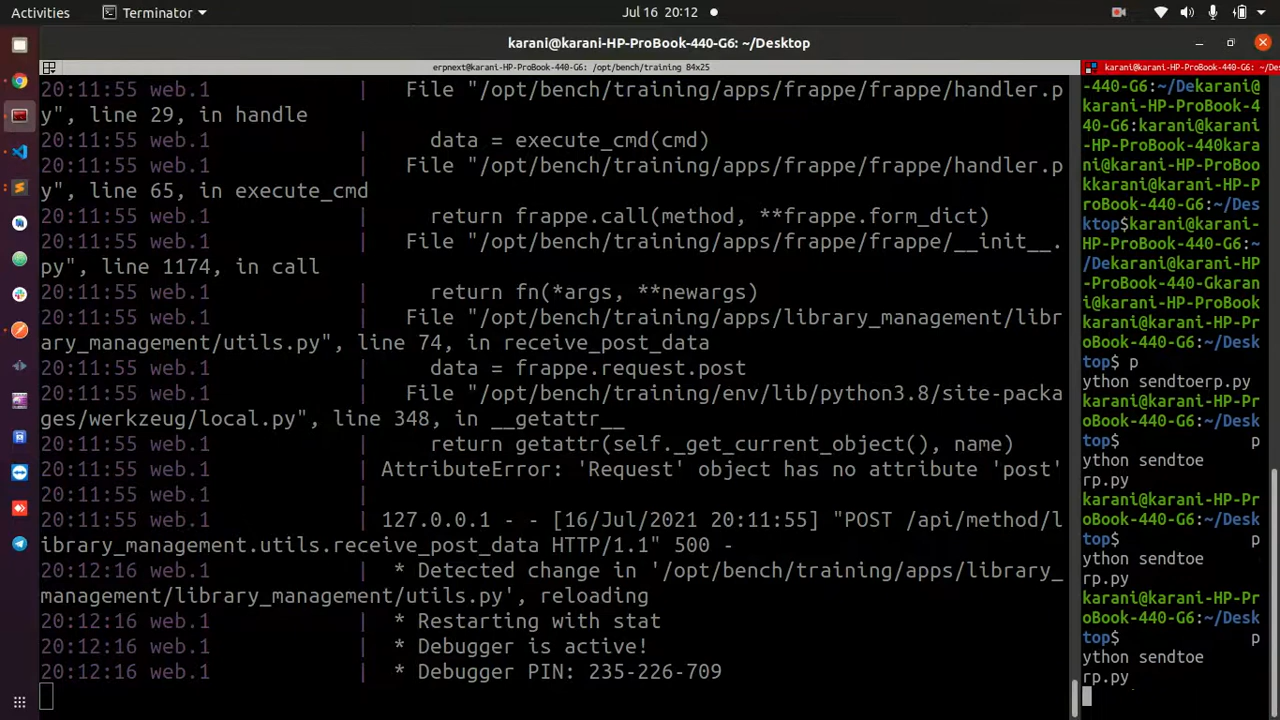 Activities
Terminator
Jul 16 20:12
karani@karani-HP-ProBook-440-G6: ~/Desktop
erpnext@karani-HP-ProBook-440-G6: /opt/bench/training 84x25
20:11:55 web.1 | File "/opt/bench/training/apps/frappe/frappe/handler.p
y", line 29, in handle
20:11:55 web.1 | data = execute_cmd(cmd)
20:11:55 web.1 | File "/opt/bench/training/apps/frappe/frappe/handler.p
y", line 65, in execute_cmd
20:11:55 web.1 | return frappe.call(method, **frappe.form_dict)
20:11:55 web.1 | File "/opt/bench/training/apps/frappe/frappe/__init__.
py", line 1174, in call
20:11:55 web.1 | return fn(*args, **newargs)
20:11:55 web.1 | File "/opt/bench/training/apps/library_management/libr
ary_management/utils.py", line 74, in receive_post_data
20:11:55 web.1 | data = frappe.request.post
20:11:55 web.1 | File "/opt/bench/training/env/lib/python3.8/site-packa
ges/werkzeug/local.py", line 348, in __getattr__
20:11:55 web.1 | return getattr(self._get_current_object(), name)
20:11:55 web.1 | AttributeError: 'Request' object has no attribute 'post'
20:11:55 web.1 |
20:11:55 web.1 | 127.0.0.1 - - [16/Jul/2021 20:11:55] "POST /api/method/l
ibrary_management.utils.receive_post_data HTTP/1.1" 500 -
20:12:16 web.1 | * Detected change in '/opt/bench/training/apps/library_
management/library_management/utils.py', reloading
20:12:16 web.1 | * Restarting with stat
20:12:16 web.1 | * Debugger is active!
20:12:16 web.1 | * Debugger PIN: 235-226-709
karani@karani-HP-ProBook-440-G6: ~/Des
-440-G6:~/Dekarani@
karani-HP-ProBook-4
40-G6:karani@karani
-HP-ProBook-440kara
ni@karani-HP-ProBoo
kkarani@karani-HP-P
roBook-440-G6:~/Des
ktop$karani@karani-
HP-ProBook-440-G6:~
/Dekarani@karani-HP
-ProBook-440-Gkaran
i@karani-HP-ProBook
karani@karani-HP-Pr
oBook-440-G6:~/Desk
top$ p
ython sendtoerp.py
karani@karani-HP-Pr
oBook-440-G6:~/Desk
top$ p
ython sendtoe
rp.py
karani@karani-HP-Pr
oBook-440-G6:~/Desk
top$ p
ython sendtoe
rp.py
karani@karani-HP-Pr
oBook-440-G6:~/Desk
top$ p
ython sendtoe
rp.py